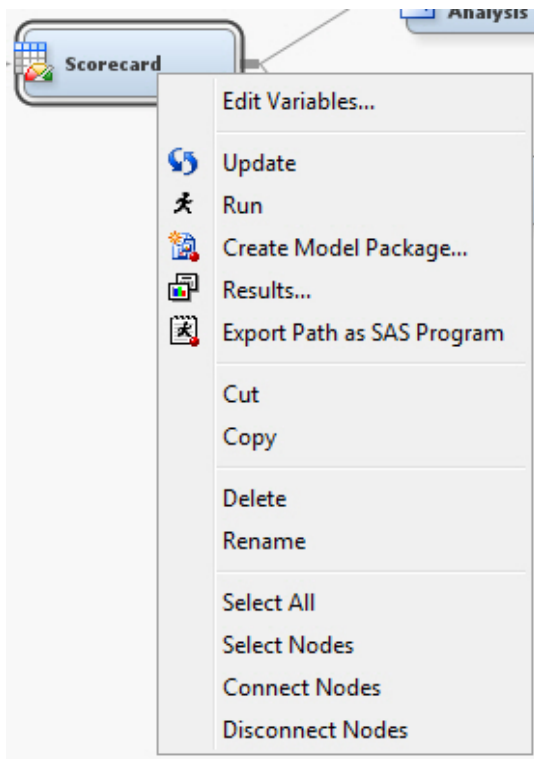 Analysis
Scorecard
Edit Variables...
Update
Run
Create Model Package...
Results...
Export Path as SAS Program
Cut
Copy
Delete
Rename
Select All
Select Nodes
Connect Nodes
Disconnect Nodes